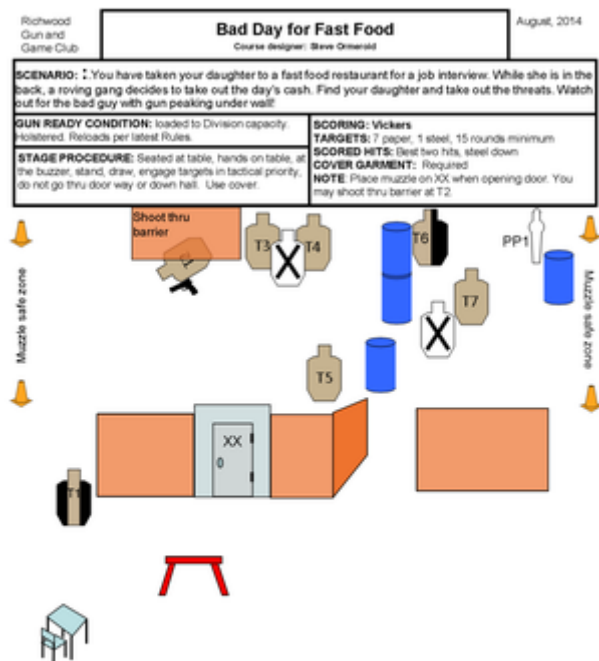 Richwood
Gun and
Game Club
Bad Day for Fast Food
Course designer: Steve Ormeroid
August, 2014
SCENARIO: :.You have taken your daughter to a fast food restaurant for a job interview. While she is in the
back, a roving gang decides to take out the day's cash. Find your daughter and take out the threats. Watch
out for the bad guy with gun peaking under wall!
GUN READY CONDITION: loaded to Division capacity.
Holstered. Reloads per latest Rules.
STAGE PROCEDURE: Seated at table, hands on table, at
the buzzer, stand, draw, engage targets in tactical priority,
do not go thru door way or down hall. Use cover.
SCORING: Vickers
TARGETS: 7 paper, 1 steel, 15 rounds minimum
SCORED HITS: Best two hits, steel down
COVER GARMENT: Required
NOTE: Place muzzle on XX when opening door. You
may shoot thru barrier at T2.
Shoot thru
barrier
T3
T4
T6
PP1
T7
T5
Muzzle safe zone
Muzzle safe zone
XX
T1